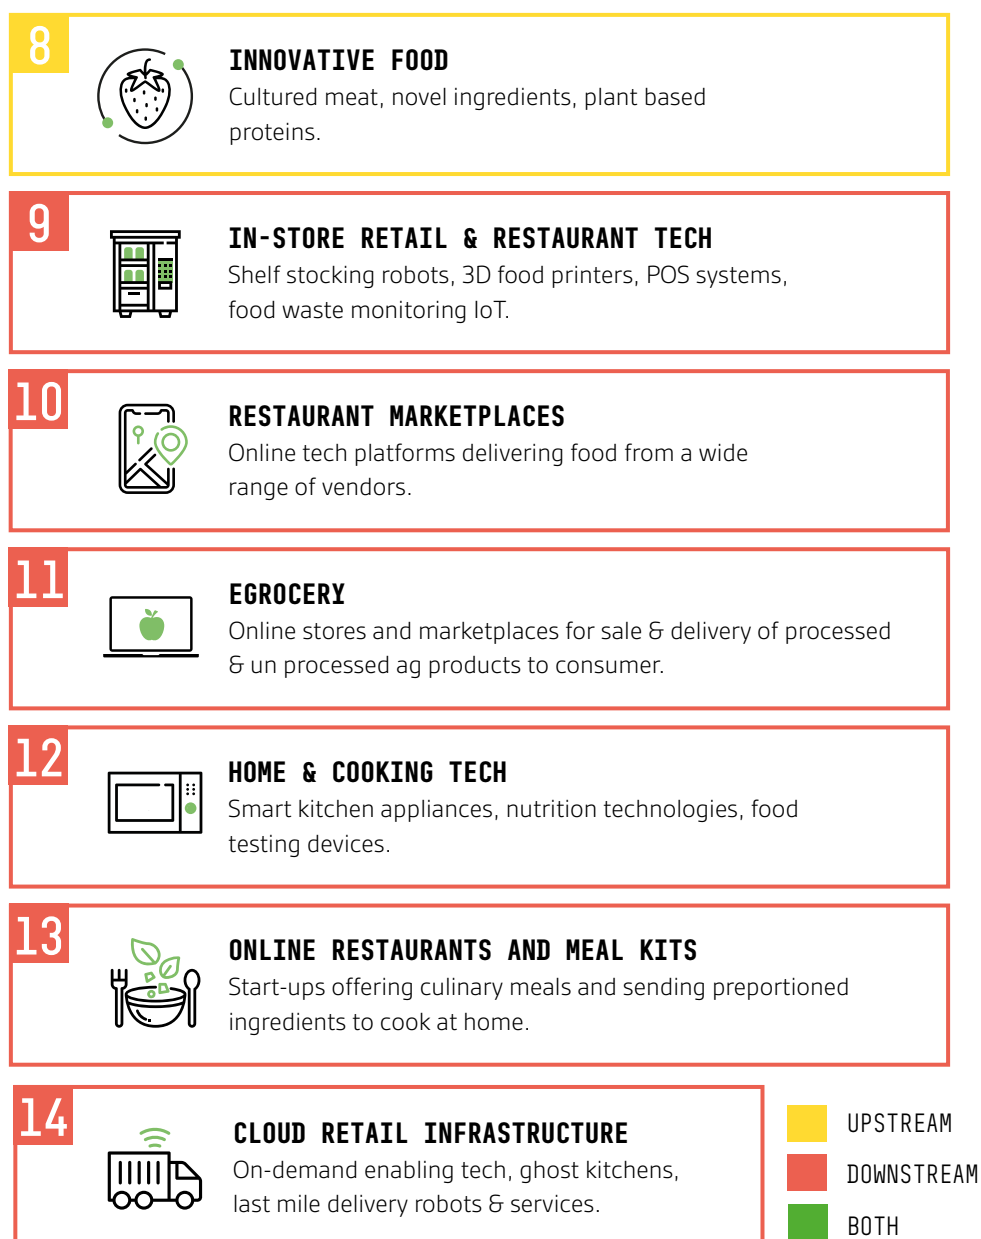 8
INNOVATIVE FOOD
Cultured meat, novel ingredients, plant based
proteins.
9
IN-STORE RETAIL & RESTAURANT TECH
Shelf stocking robots, 3D food printers, POS systems,
food waste monitoring IoT.
10
RESTAURANT MARKETPLACES
Online tech platforms delivering food from a wide
range of vendors.
11
EGROCERY
Online stores and marketplaces for sale & delivery of processed
& un processed ag products to consumer.
12
HOME & COOKING TECH
Smart kitchen appliances, nutrition technologies, food
testing devices.
13
ONLINE RESTAURANTS AND MEAL KITS
Start-ups offering culinary meals and sending preportioned
ingredients to cook at home.
14
CLOUD RETAIL INFRASTRUCTURE
On-demand enabling tech, ghost kitchens,
last mile delivery robots & services.
UPSTREAM
DOWNSTREAM
BOTH